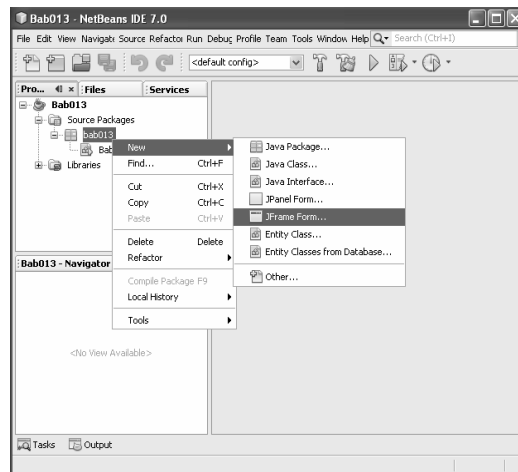 Bab013 - NetBeans IDE 7.0
File Edit View Navigate Source Refactor Run Debug Profile Team Tools Window Help Search (Ctrl+I)
<default config>
Pro... Files Services
Bab013
Source Packages
bab013
Bab
Libraries
New
Find... Ctrl+F
Cut Ctrl+X
Copy Ctrl+C
Paste Ctrl+V
Delete Delete
Refactor
Compile Package F9
Local History
Tools
Java Package...
Java Class...
Java Interface...
JPanel Form...
JFrame Form...
Entity Class...
Entity Classes from Database...
Other...
Bab013 - Navigator
<No View Available>
Tasks Output